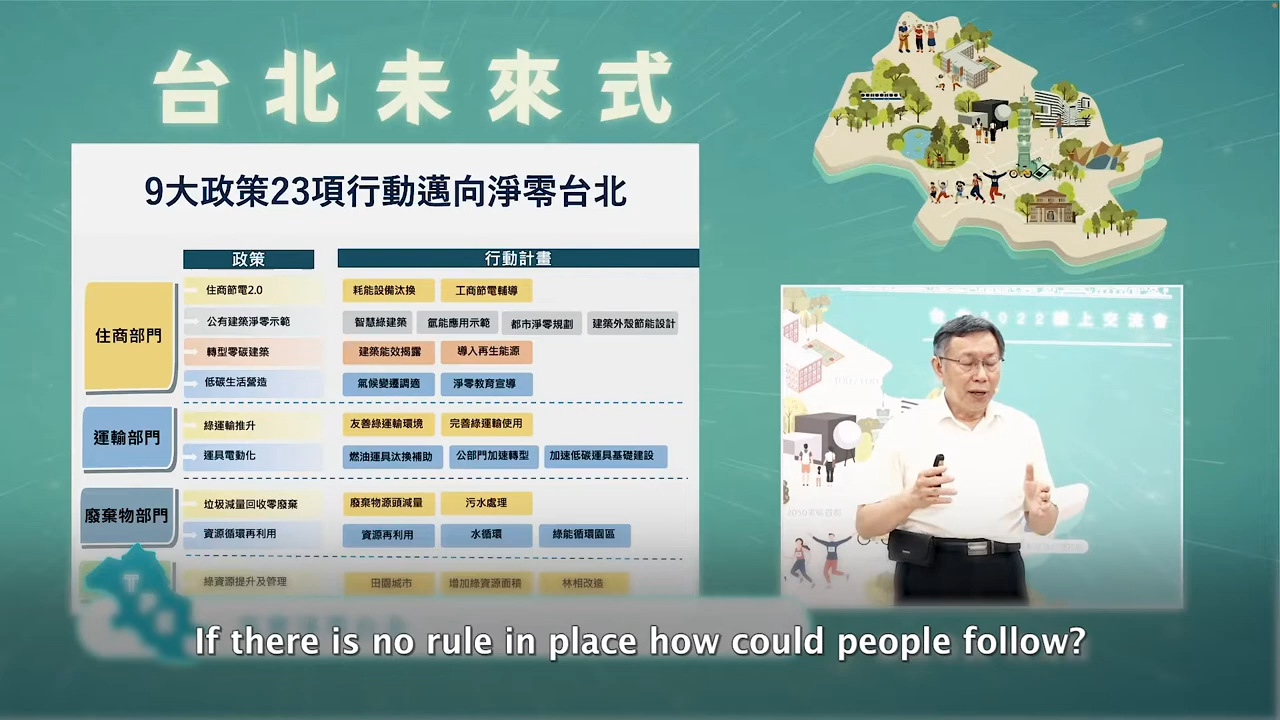 台北未來式
9大政策23項行動邁向淨零台北
政策 行動計畫
住商部門
住商節電2.0 耗能設備汰換 工商節電輔導
公有建築淨零示範 智慧綠建築 氫能應用示範 都市淨零規劃 建築外殼節能設計
轉型零碳建築 建築能效揭露 導入再生能源
低碳生活營造 氣候變遷調適 淨零教育宣導
運輸部門
綠運輸推升 友善綠運輸環境 完善綠運輸使用
運具電動化 燃油運具汰換補助 公部門加速轉型 加速低碳運具基礎建設
廢棄物部門
垃圾減量回收零廢棄 廢棄物源頭減量 污水處理
資源循環再利用 資源再利用 水循環 綠能循環園區
綠資源提升及管理 田園城市 增加綠資源面積 林相改造
2022線上交流會
If there is no rule in place how could people follow?